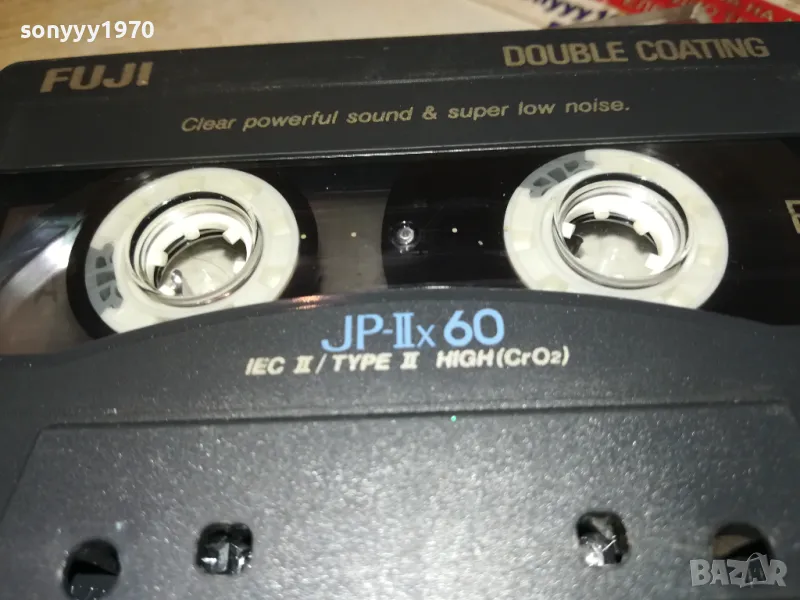 sonyyy1970
FUJI
DOUBLE COATING
Clear powerful sound & super low noise.
JP-IIx 60
IEC II / TYPE II HIGH (CrO2)
BAZAR